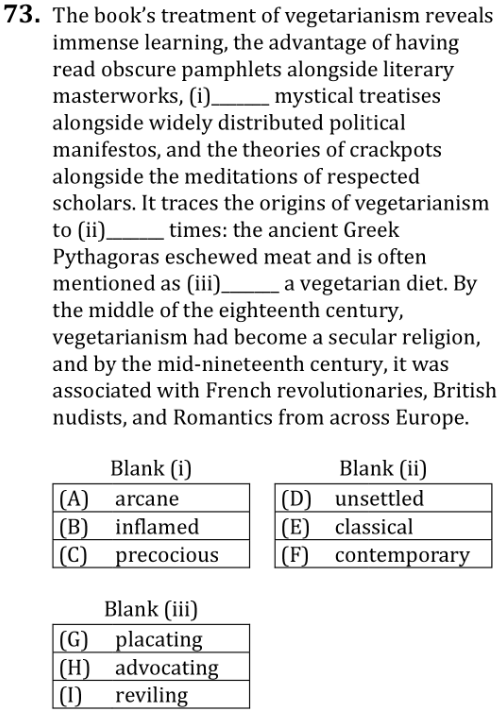 73. The book’s treatment of vegetarianism reveals
immense learning, the advantage of having
read obscure pamphlets alongside literary
masterworks, (i)______ mystical treatises
alongside widely distributed political
manifestos, and the theories of crackpots
alongside the meditations of respected
scholars. It traces the origins of vegetarianism
to (ii)______ times: the ancient Greek
Pythagoras eschewed meat and is often
mentioned as (iii)______ a vegetarian diet. By
the middle of the eighteenth century,
vegetarianism had become a secular religion,
and by the mid-nineteenth century, it was
associated with French revolutionaries, British
nudists, and Romantics from across Europe.
Blank (i)
(A) arcane
(B) inflamed
(C) precocious
Blank (ii)
(D) unsettled
(E) classical
(F) contemporary
Blank (iii)
(G) placating
(H) advocating
(I) reviling